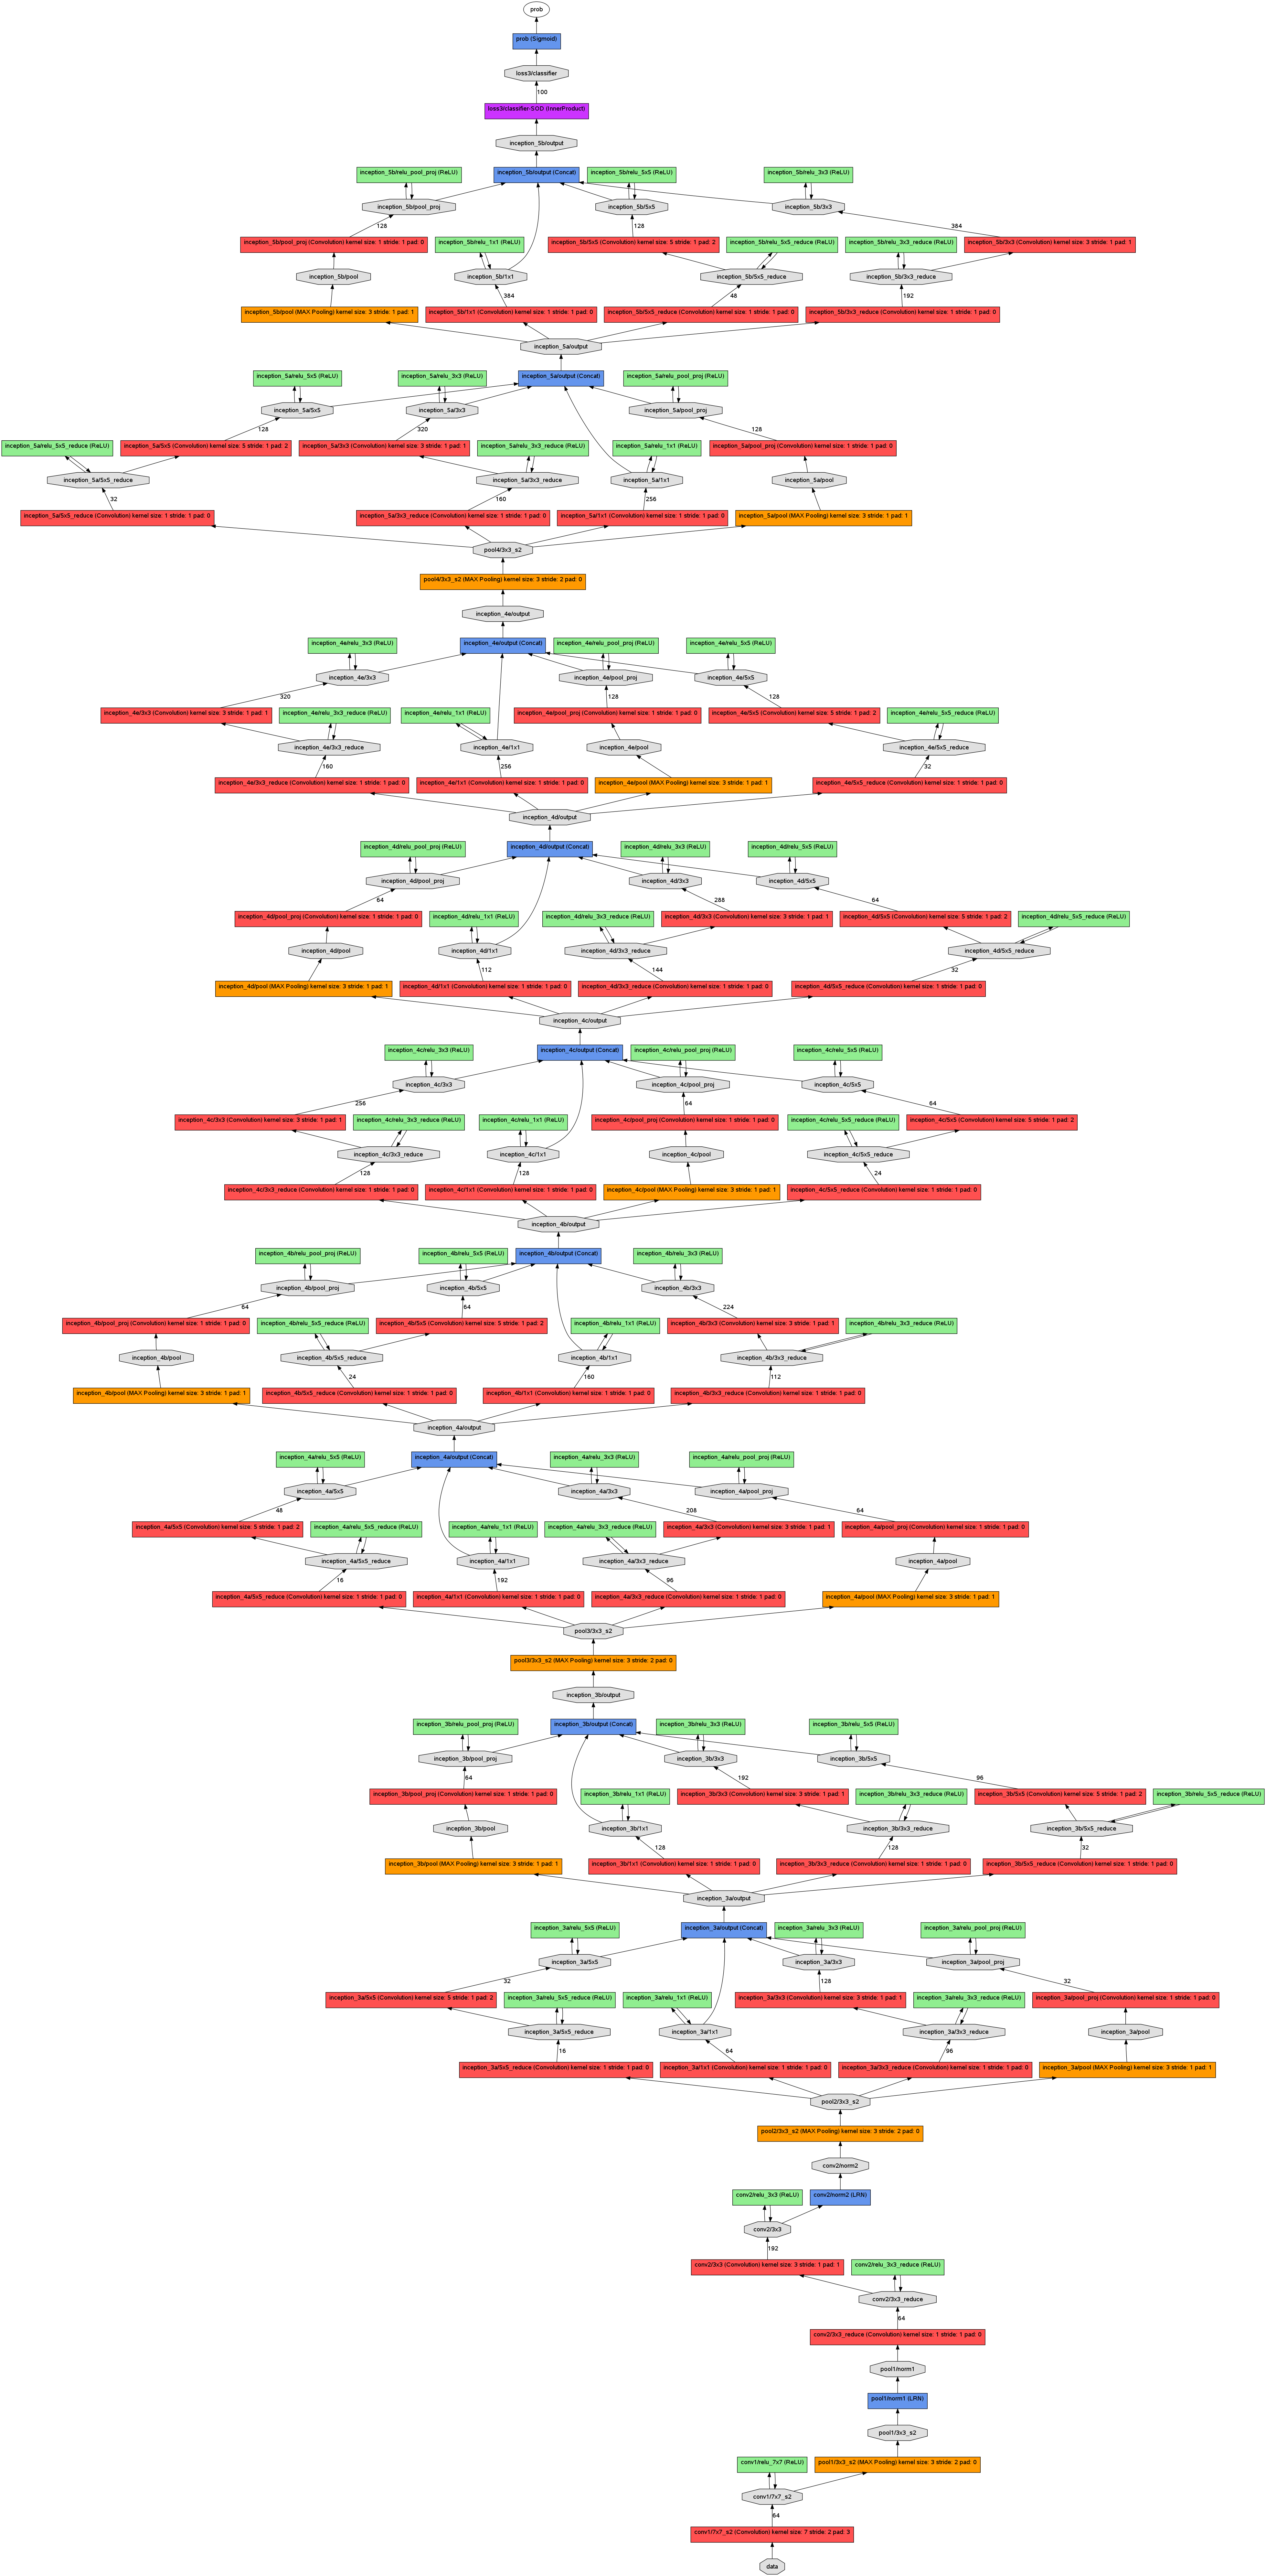 prob
prob (Sigmoid)
loss3/classifier
100
loss3/classifier-SOD (InnerProduct)
inception_5b/output
inception_5b/relu_pool_proj (ReLU)
inception_5b/output (Concat)
inception_5b/relu_5x5 (ReLU)
inception_5b/relu_3x3 (ReLU)
inception_5b/pool_proj
inception_5b/5x5
inception_5b/3x3
128
128
384
inception_5b/pool_proj (Convolution) kernel size: 1 stride: 1 pad: 0
inception_5b/relu_1x1 (ReLU)
inception_5b/5x5 (Convolution) kernel size: 5 stride: 1 pad: 2
inception_5b/relu_5x5_reduce (ReLU)
inception_5b/relu_3x3_reduce (ReLU)
inception_5b/3x3 (Convolution) kernel size: 3 stride: 1 pad: 1
inception_5b/pool
inception_5b/1x1
inception_5b/5x5_reduce
inception_5b/3x3_reduce
384
48
192
inception_5b/pool (MAX Pooling) kernel size: 3 stride: 1 pad: 1
inception_5b/1x1 (Convolution) kernel size: 1 stride: 1 pad: 0
inception_5b/5x5_reduce (Convolution) kernel size: 1 stride: 1 pad: 0
inception_5b/3x3_reduce (Convolution) kernel size: 1 stride: 1 pad: 0
inception_5a/output
inception_5a/relu_5x5 (ReLU)
inception_5a/relu_3x3 (ReLU)
inception_5a/output (Concat)
inception_5a/relu_pool_proj (ReLU)
inception_5a/5x5
inception_5a/3x3
inception_5a/pool_proj
128
320
128
inception_5a/relu_5x5_reduce (ReLU)
inception_5a/5x5 (Convolution) kernel size: 5 stride: 1 pad: 2
inception_5a/3x3 (Convolution) kernel size: 3 stride: 1 pad: 1
inception_5a/relu_3x3_reduce (ReLU)
inception_5a/relu_1x1 (ReLU)
inception_5a/pool_proj (Convolution) kernel size: 1 stride: 1 pad: 0
inception_5a/5x5_reduce
inception_5a/3x3_reduce
inception_5a/1x1
inception_5a/pool
32
160
256
inception_5a/5x5_reduce (Convolution) kernel size: 1 stride: 1 pad: 0
inception_5a/3x3_reduce (Convolution) kernel size: 1 stride: 1 pad: 0
inception_5a/1x1 (Convolution) kernel size: 1 stride: 1 pad: 0
inception_5a/pool (MAX Pooling) kernel size: 3 stride: 1 pad: 1
pool4/3x3_s2
pool4/3x3_s2 (MAX Pooling) kernel size: 3 stride: 2 pad: 0
inception_4e/output
inception_4e/relu_3x3 (ReLU)
inception_4e/output (Concat)
inception_4e/relu_pool_proj (ReLU)
inception_4e/relu_5x5 (ReLU)
inception_4e/3x3
inception_4e/pool_proj
inception_4e/5x5
320
128
128
inception_4e/3x3 (Convolution) kernel size: 3 stride: 1 pad: 1
inception_4e/relu_3x3_reduce (ReLU)
inception_4e/relu_1x1 (ReLU)
inception_4e/pool_proj (Convolution) kernel size: 1 stride: 1 pad: 0
inception_4e/5x5 (Convolution) kernel size: 5 stride: 1 pad: 2
inception_4e/relu_5x5_reduce (ReLU)
inception_4e/3x3_reduce
inception_4e/1x1
inception_4e/pool
inception_4e/5x5_reduce
160
256
32
inception_4e/3x3_reduce (Convolution) kernel size: 1 stride: 1 pad: 0
inception_4e/1x1 (Convolution) kernel size: 1 stride: 1 pad: 0
inception_4e/pool (MAX Pooling) kernel size: 3 stride: 1 pad: 1
inception_4e/5x5_reduce (Convolution) kernel size: 1 stride: 1 pad: 0
inception_4d/output
inception_4d/relu_pool_proj (ReLU)
inception_4d/output (Concat)
inception_4d/relu_3x3 (ReLU)
inception_4d/relu_5x5 (ReLU)
inception_4d/pool_proj
inception_4d/3x3
inception_4d/5x5
64
288
64
inception_4d/pool_proj (Convolution) kernel size: 1 stride: 1 pad: 0
inception_4d/relu_1x1 (ReLU)
inception_4d/relu_3x3_reduce (ReLU)
inception_4d/3x3 (Convolution) kernel size: 3 stride: 1 pad: 1
inception_4d/5x5 (Convolution) kernel size: 5 stride: 1 pad: 2
inception_4d/relu_5x5_reduce (ReLU)
inception_4d/pool
inception_4d/1x1
inception_4d/3x3_reduce
inception_4d/5x5_reduce
112
144
32
inception_4d/pool (MAX Pooling) kernel size: 3 stride: 1 pad: 1
inception_4d/1x1 (Convolution) kernel size: 1 stride: 1 pad: 0
inception_4d/3x3_reduce (Convolution) kernel size: 1 stride: 1 pad: 0
inception_4d/5x5_reduce (Convolution) kernel size: 1 stride: 1 pad: 0
inception_4c/output
inception_4c/relu_3x3 (ReLU)
inception_4c/output (Concat)
inception_4c/relu_pool_proj (ReLU)
inception_4c/relu_5x5 (ReLU)
inception_4c/3x3
inception_4c/pool_proj
inception_4c/5x5
256
64
64
inception_4c/3x3 (Convolution) kernel size: 3 stride: 1 pad: 1
inception_4c/relu_3x3_reduce (ReLU)
inception_4c/relu_1x1 (ReLU)
inception_4c/pool_proj (Convolution) kernel size: 1 stride: 1 pad: 0
inception_4c/relu_5x5_reduce (ReLU)
inception_4c/5x5 (Convolution) kernel size: 5 stride: 1 pad: 2
inception_4c/3x3_reduce
inception_4c/1x1
inception_4c/pool
inception_4c/5x5_reduce
128
128
24
inception_4c/3x3_reduce (Convolution) kernel size: 1 stride: 1 pad: 0
inception_4c/1x1 (Convolution) kernel size: 1 stride: 1 pad: 0
inception_4c/pool (MAX Pooling) kernel size: 3 stride: 1 pad: 1
inception_4c/5x5_reduce (Convolution) kernel size: 1 stride: 1 pad: 0
inception_4b/output
inception_4b/relu_pool_proj (ReLU)
inception_4b/relu_5x5 (ReLU)
inception_4b/output (Concat)
inception_4b/relu_3x3 (ReLU)
inception_4b/pool_proj
inception_4b/5x5
inception_4b/3x3
64
64
224
inception_4b/pool_proj (Convolution) kernel size: 1 stride: 1 pad: 0
inception_4b/relu_5x5_reduce (ReLU)
inception_4b/5x5 (Convolution) kernel size: 5 stride: 1 pad: 2
inception_4b/relu_1x1 (ReLU)
inception_4b/3x3 (Convolution) kernel size: 3 stride: 1 pad: 1
inception_4b/relu_3x3_reduce (ReLU)
inception_4b/pool
inception_4b/5x5_reduce
inception_4b/1x1
inception_4b/3x3_reduce
24
160
112
inception_4b/pool (MAX Pooling) kernel size: 3 stride: 1 pad: 1
inception_4b/5x5_reduce (Convolution) kernel size: 1 stride: 1 pad: 0
inception_4b/1x1 (Convolution) kernel size: 1 stride: 1 pad: 0
inception_4b/3x3_reduce (Convolution) kernel size: 1 stride: 1 pad: 0
inception_4a/output
inception_4a/relu_5x5 (ReLU)
inception_4a/output (Concat)
inception_4a/relu_3x3 (ReLU)
inception_4a/relu_pool_proj (ReLU)
inception_4a/5x5
inception_4a/3x3
inception_4a/pool_proj
48
208
64
inception_4a/5x5 (Convolution) kernel size: 5 stride: 1 pad: 2
inception_4a/relu_5x5_reduce (ReLU)
inception_4a/relu_1x1 (ReLU)
inception_4a/relu_3x3_reduce (ReLU)
inception_4a/3x3 (Convolution) kernel size: 3 stride: 1 pad: 1
inception_4a/pool_proj (Convolution) kernel size: 1 stride: 1 pad: 0
inception_4a/5x5_reduce
inception_4a/1x1
inception_4a/3x3_reduce
inception_4a/pool
16
192
96
inception_4a/5x5_reduce (Convolution) kernel size: 1 stride: 1 pad: 0
inception_4a/1x1 (Convolution) kernel size: 1 stride: 1 pad: 0
inception_4a/3x3_reduce (Convolution) kernel size: 1 stride: 1 pad: 0
inception_4a/pool (MAX Pooling) kernel size: 3 stride: 1 pad: 1
pool3/3x3_s2
pool3/3x3_s2 (MAX Pooling) kernel size: 3 stride: 2 pad: 0
inception_3b/output
inception_3b/relu_pool_proj (ReLU)
inception_3b/output (Concat)
inception_3b/relu_3x3 (ReLU)
inception_3b/relu_5x5 (ReLU)
inception_3b/pool_proj
inception_3b/3x3
inception_3b/5x5
64
192
96
inception_3b/pool_proj (Convolution) kernel size: 1 stride: 1 pad: 0
inception_3b/relu_1x1 (ReLU)
inception_3b/3x3 (Convolution) kernel size: 3 stride: 1 pad: 1
inception_3b/relu_3x3_reduce (ReLU)
inception_3b/5x5 (Convolution) kernel size: 5 stride: 1 pad: 2
inception_3b/relu_5x5_reduce (ReLU)
inception_3b/pool
inception_3b/1x1
inception_3b/3x3_reduce
inception_3b/5x5_reduce
128
128
32
inception_3b/pool (MAX Pooling) kernel size: 3 stride: 1 pad: 1
inception_3b/1x1 (Convolution) kernel size: 1 stride: 1 pad: 0
inception_3b/3x3_reduce (Convolution) kernel size: 1 stride: 1 pad: 0
inception_3b/5x5_reduce (Convolution) kernel size: 1 stride: 1 pad: 0
inception_3a/output
inception_3a/relu_5x5 (ReLU)
inception_3a/output (Concat)
inception_3a/relu_3x3 (ReLU)
inception_3a/relu_pool_proj (ReLU)
inception_3a/5x5
inception_3a/3x3
inception_3a/pool_proj
32
128
32
inception_3a/5x5 (Convolution) kernel size: 5 stride: 1 pad: 2
inception_3a/relu_5x5_reduce (ReLU)
inception_3a/relu_1x1 (ReLU)
inception_3a/3x3 (Convolution) kernel size: 3 stride: 1 pad: 1
inception_3a/relu_3x3_reduce (ReLU)
inception_3a/pool_proj (Convolution) kernel size: 1 stride: 1 pad: 0
inception_3a/5x5_reduce
inception_3a/1x1
inception_3a/3x3_reduce
inception_3a/pool
16
64
96
inception_3a/5x5_reduce (Convolution) kernel size: 1 stride: 1 pad: 0
inception_3a/1x1 (Convolution) kernel size: 1 stride: 1 pad: 0
inception_3a/3x3_reduce (Convolution) kernel size: 1 stride: 1 pad: 0
inception_3a/pool (MAX Pooling) kernel size: 3 stride: 1 pad: 1
pool2/3x3_s2
pool2/3x3_s2 (MAX Pooling) kernel size: 3 stride: 2 pad: 0
conv2/norm2
conv2/relu_3x3 (ReLU)
conv2/norm2 (LRN)
conv2/3x3
192
conv2/3x3 (Convolution) kernel size: 3 stride: 1 pad: 1
conv2/relu_3x3_reduce (ReLU)
conv2/3x3_reduce
64
conv2/3x3_reduce (Convolution) kernel size: 1 stride: 1 pad: 0
pool1/norm1
pool1/norm1 (LRN)
pool1/3x3_s2
conv1/relu_7x7 (ReLU)
pool1/3x3_s2 (MAX Pooling) kernel size: 3 stride: 2 pad: 0
conv1/7x7_s2
64
conv1/7x7_s2 (Convolution) kernel size: 7 stride: 2 pad: 3
data